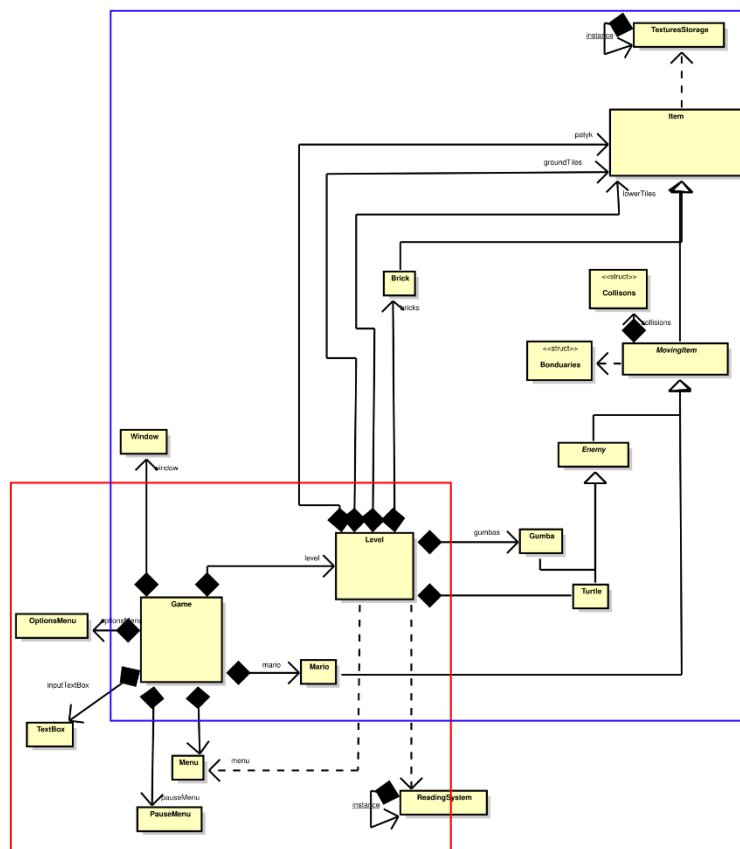 TexturesStorage
instance
Item
patyk
groundTiles
lowerTiles
Brick
bricks
<<struct>>
Collisons
collisions
<<struct>>
Bonduaries
MovingItem
Window
window
Enemy
Level
gumbas
Gumba
level
Turtle
Game
OptionsMenu
optionsMenu
mario
Mario
inputTextBox
TextBox
Menu
menu
pauseMenu
PauseMenu
ReadingSystem
instance